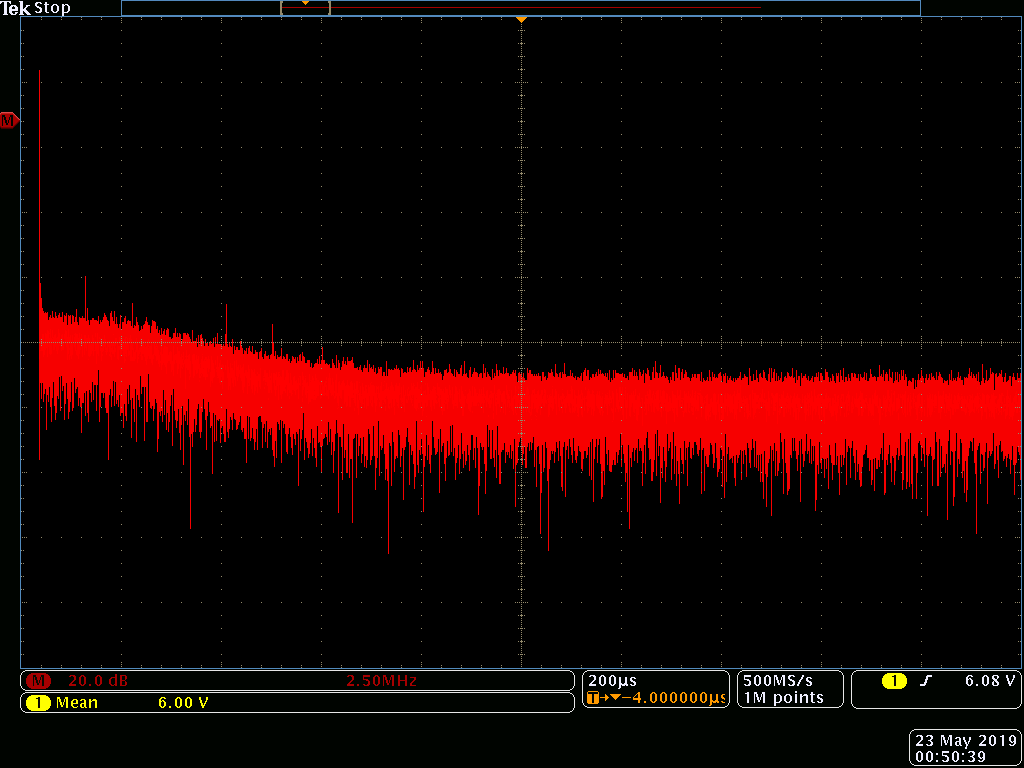 Tek Stop
M
M 20.0 dB 2.50MHz
1 Mean 6.00 V
200µs
T→▼−4.000000µs
500MS/s
1M points
1 6.08 V
23 May 2019
00:50:39